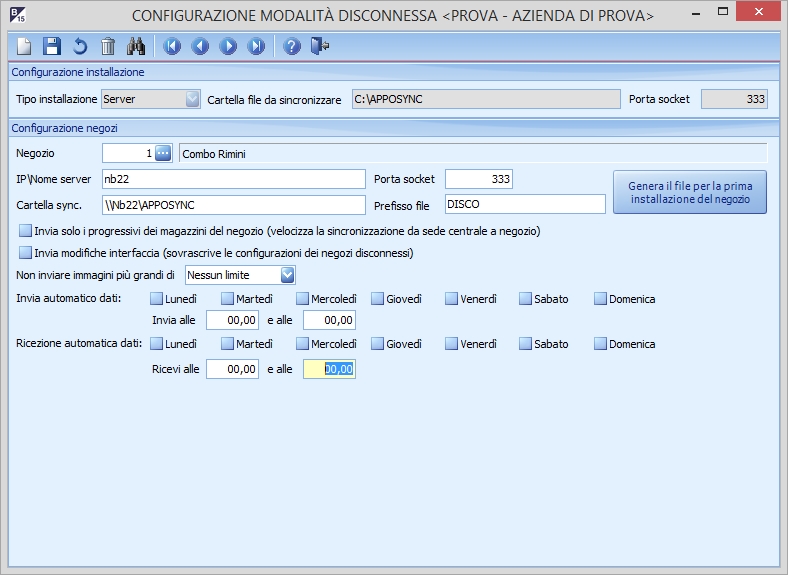 B 15 CONFIGURAZIONE MODALITÀ DISCONNESSA <PROVA - AZIENDA DI PROVA>
Configurazione installazione
Tipo installazione Server Cartella file da sincronizzare C:\APPOSYNC Porta socket 333
Configurazione negozi
Negozio 1 ... Combo Rimini
IP\Nome server nb22 Porta socket 333
Cartella sync. \\Nb22\APPOSYNC Prefisso file DISCO
Genera il file per la prima
installazione del negozio
Invia solo i progressivi dei magazzini del negozio (velocizza la sincronizzazione da sede centrale a negozio)
Invia modifiche interfaccia (sovrascrive le configurazioni dei negozi disconnessi)
Non inviare immagini più grandi di Nessun limite
Invia automatico dati: Lunedì Martedì Mercoledì Giovedì Venerdì Sabato Domenica
Invia alle 00,00 e alle 00,00
Ricezione automatica dati: Lunedì Martedì Mercoledì Giovedì Venerdì Sabato Domenica
Ricevi alle 00,00 e alle 00,00